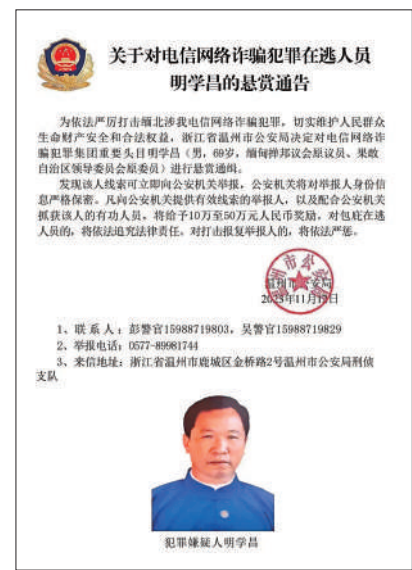 关于对电信网络诈骗犯罪在逃人员
明学昌的悬赏通告
为依法严厉打击缅北涉我电信网络诈骗犯罪，切实维护人民群众
生命财产安全和合法权益，浙江省温州市公安局决定对电信网络诈
骗犯罪集团重要头目明学昌（男，69岁，缅甸掸邦议会原议员、果敢
自治区领导委员会原委员）进行悬赏通缉。
发现该人线索可立即向公安机关举报，公安机关将对举报人身份信
息严格保密。凡向公安机关提供有效线索的举报人，以及配合公安机关
抓获该人的有功人员，将给予10万至50万元人民币奖励。对包庇在逃
人员的，将依法追究法律责任。对打击报复举报人的，将依法严惩。
温州市公安局
2023年11月12日
1、联系人：彭警官15988719803，吴警官15988719829
2、举报电话：0577-89981744
3、来信地址：浙江省温州市鹿城区金桥路2号温州市公安局刑侦
支队
犯罪嫌疑人明学昌